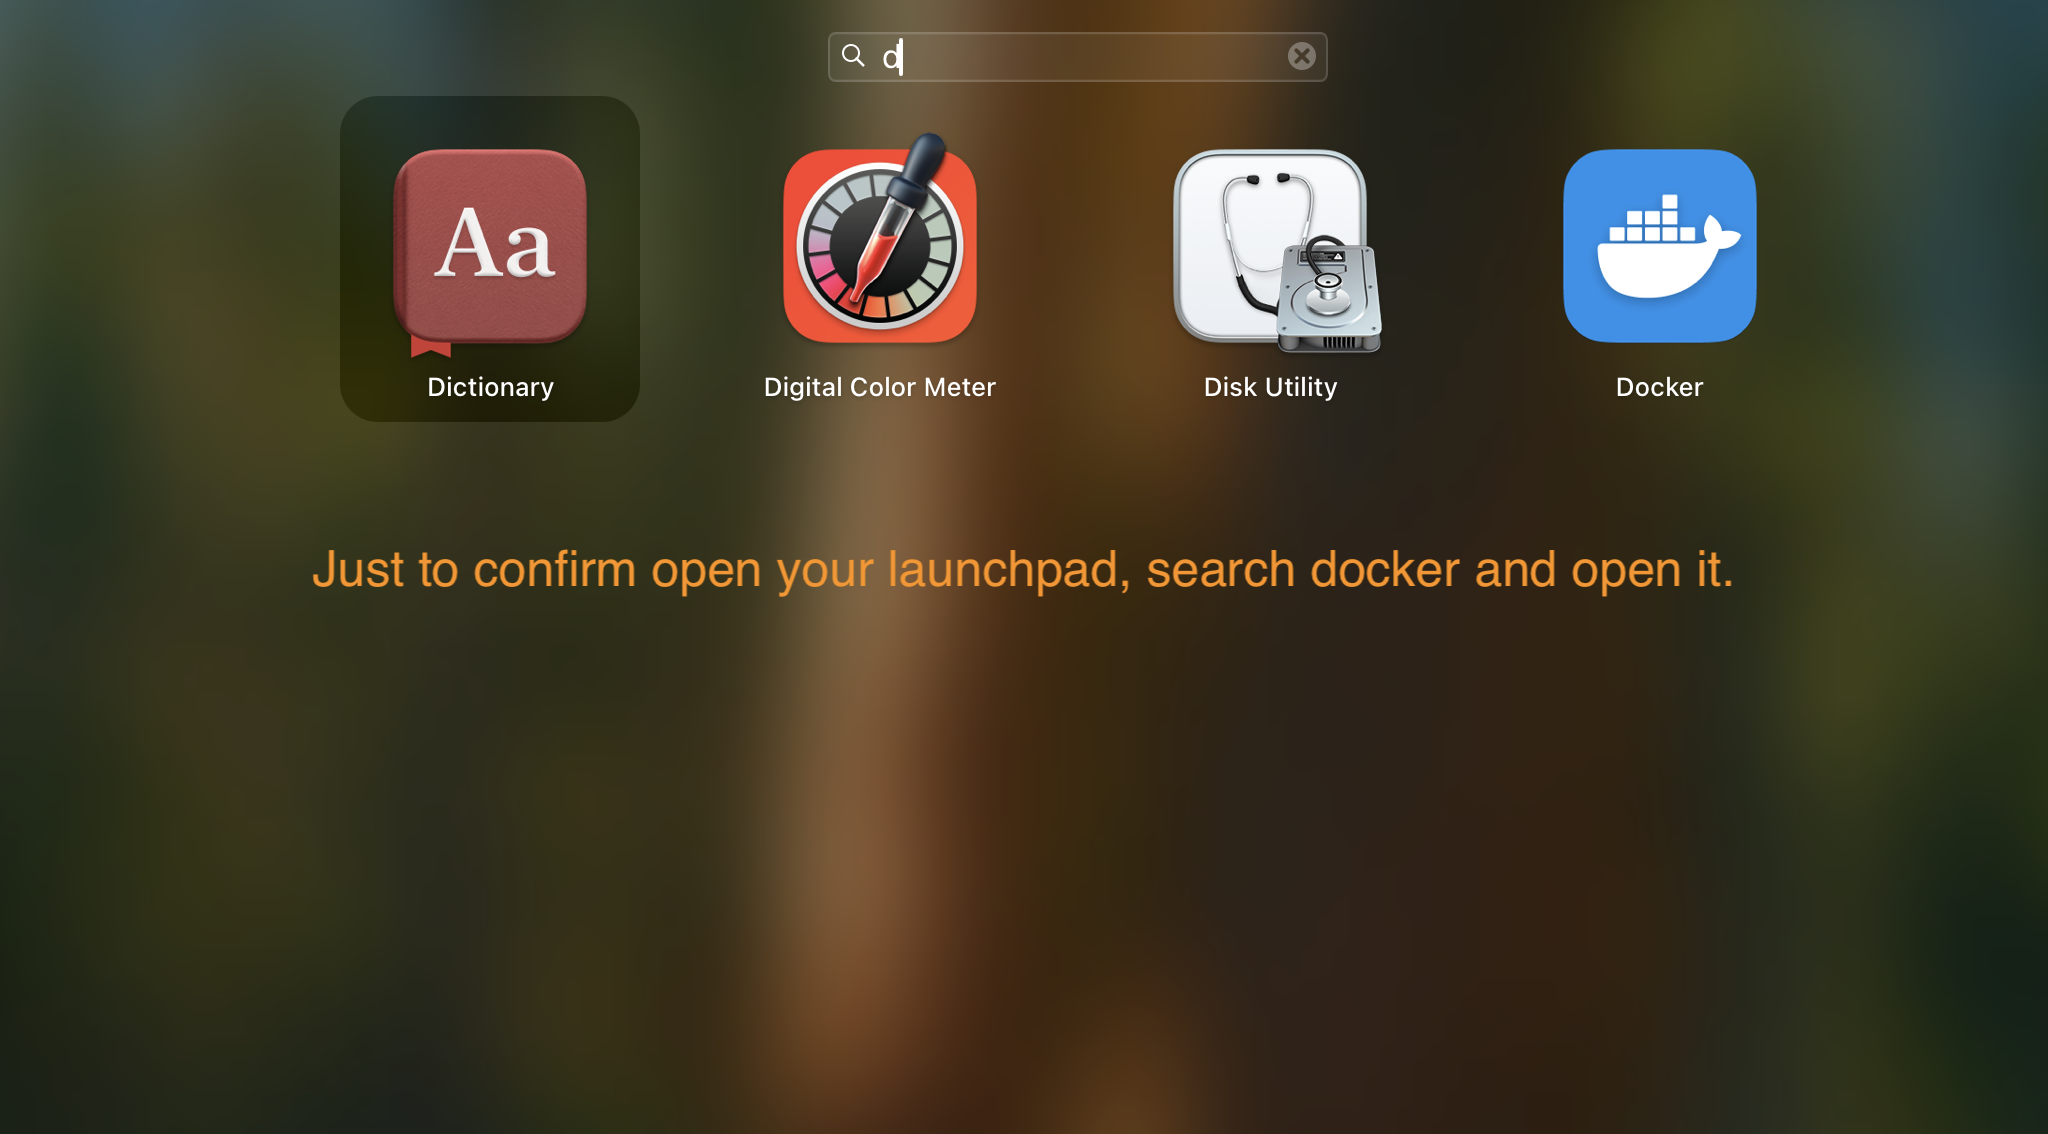 d
Aa
Dictionary
Digital Color Meter
Disk Utility
Docker
Just to confirm open your launchpad, search docker and open it.